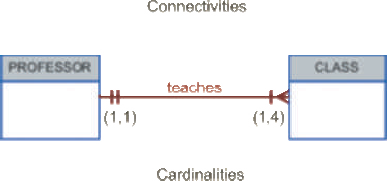 Connectivities
PROFESSOR
teaches
CLASS
(1,1)
(1,4)
Cardinalities